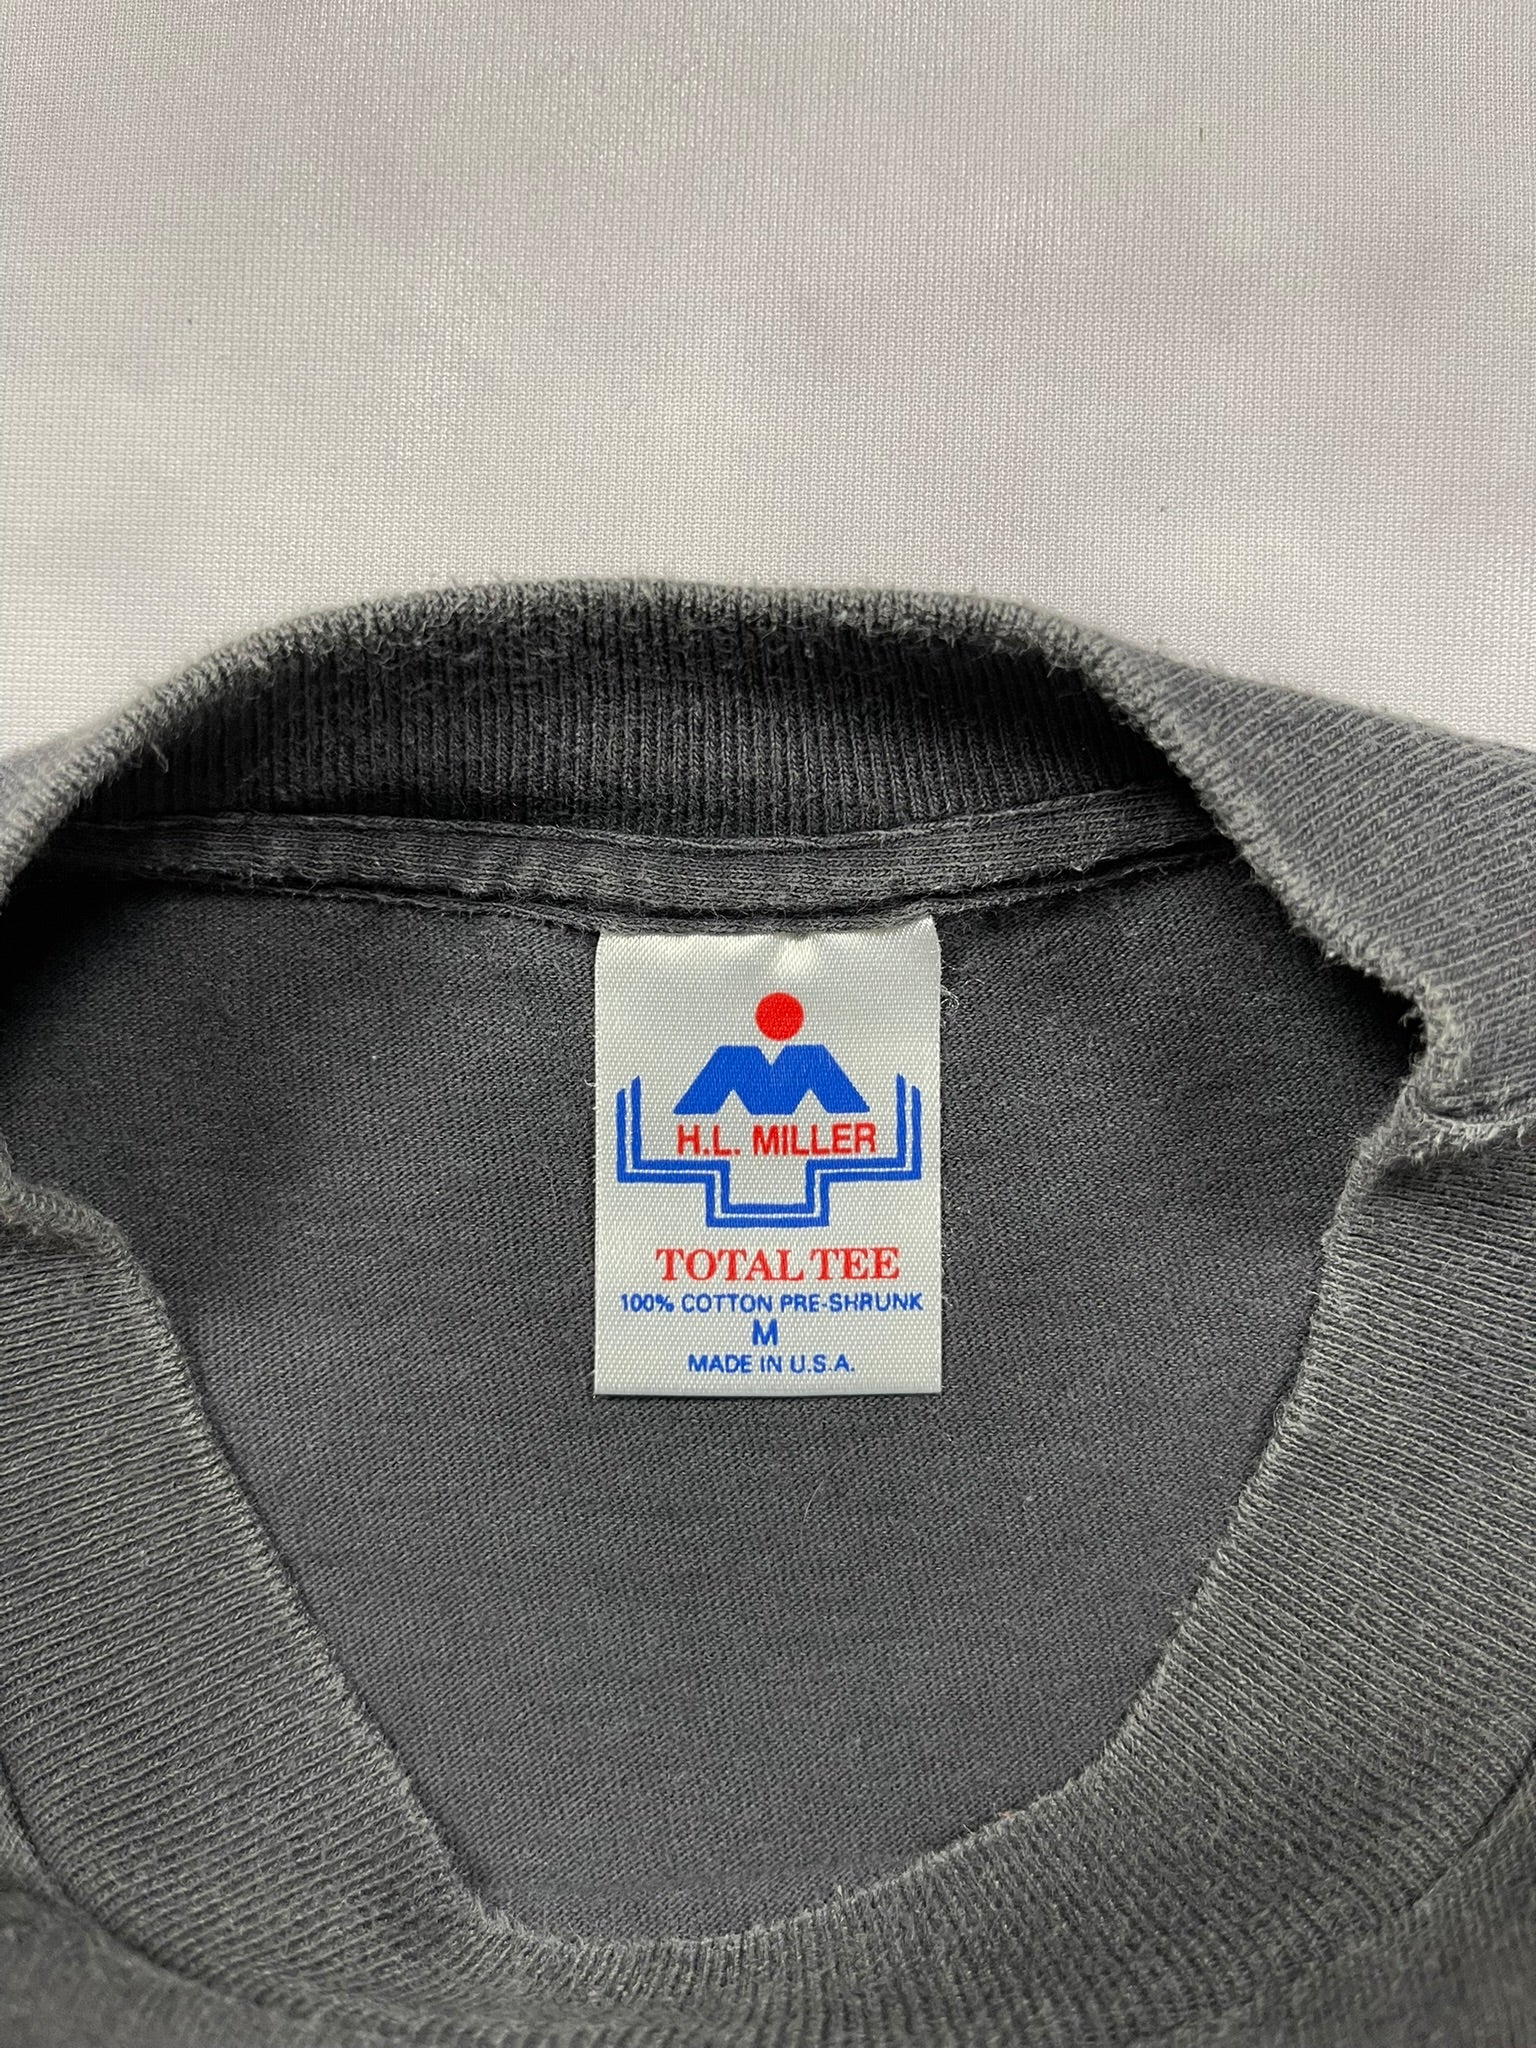 H.L. MILLER
TOTAL TEE
100% COTTON PRE-SHRUNK
M
MADE IN U.S.A.